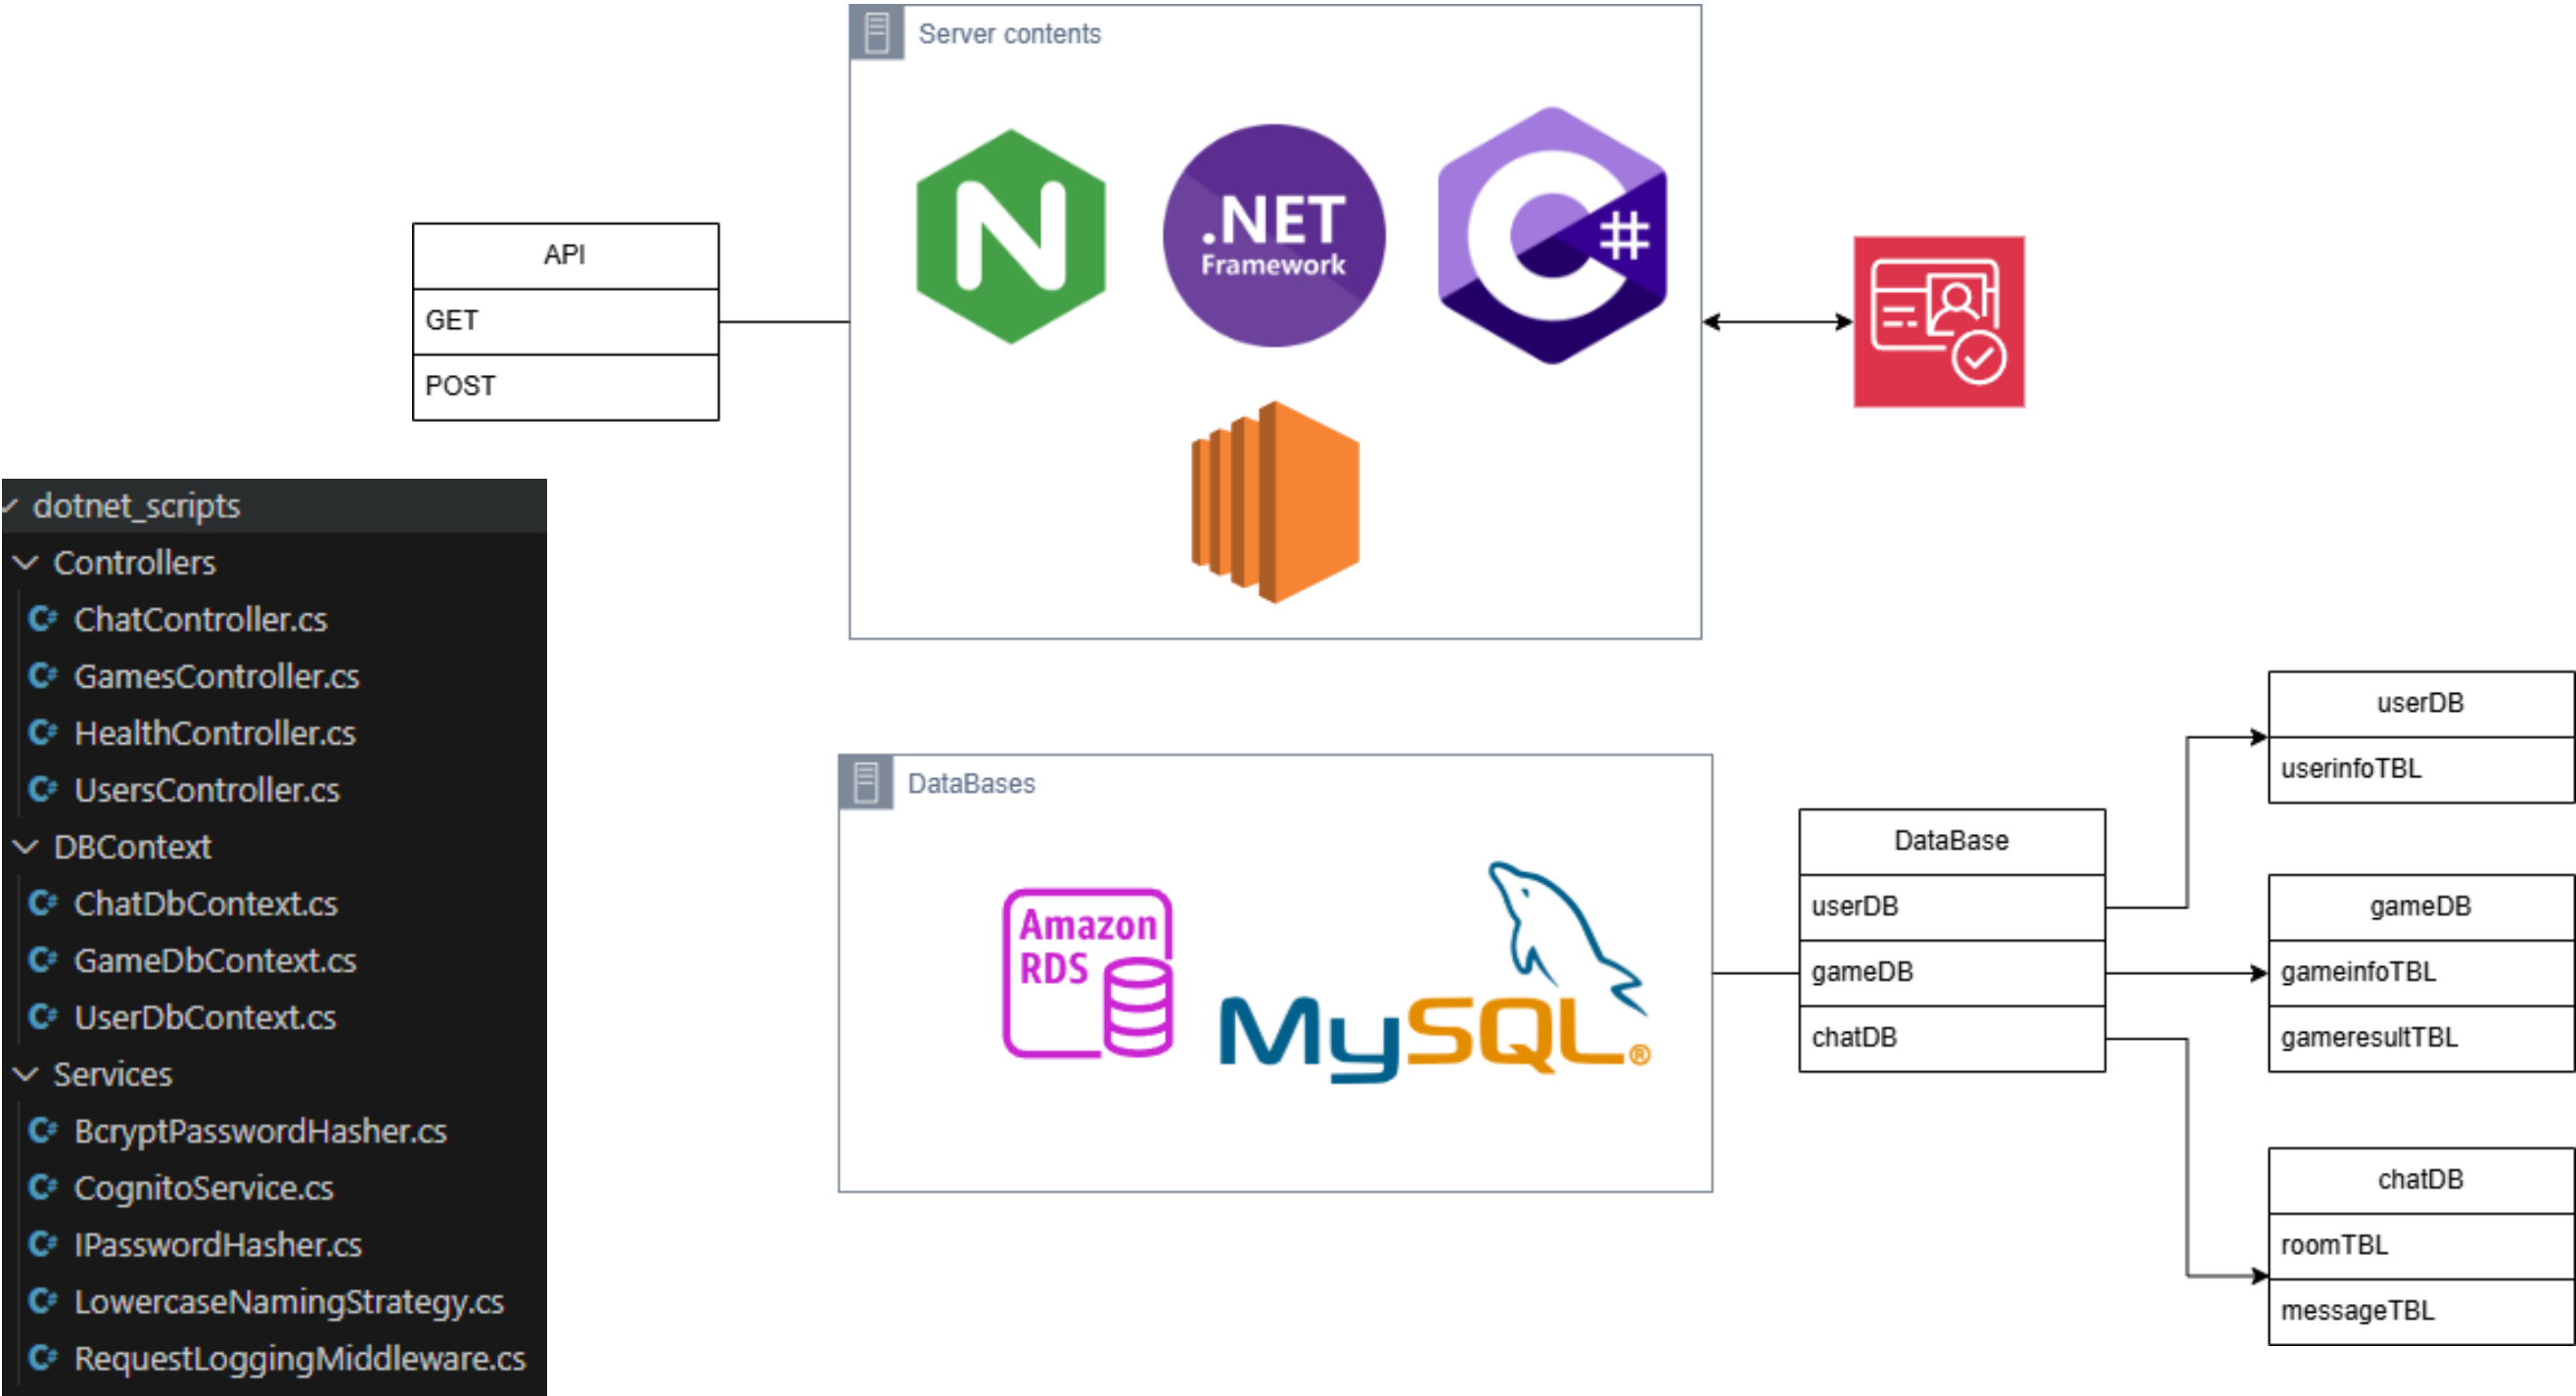 Server contents
N
.NET
Framework
C#
API
GET
POST
dotnet_scripts
Controllers
C# ChatController.cs
C# GamesController.cs
C# HealthController.cs
C# UsersController.cs
DBContext
C# ChatDbContext.cs
C# GameDbContext.cs
C# UserDbContext.cs
Services
C# BcryptPasswordHasher.cs
C# CognitoService.cs
C# IPasswordHasher.cs
C# LowercaseNamingStrategy.cs
C# RequestLoggingMiddleware.cs
DataBases
Amazon
RDS
MySQL®
DataBase
userDB
gameDB
chatDB
userDB
userinfoTBL
gameDB
gameinfoTBL
gameresultTBL
chatDB
roomTBL
messageTBL